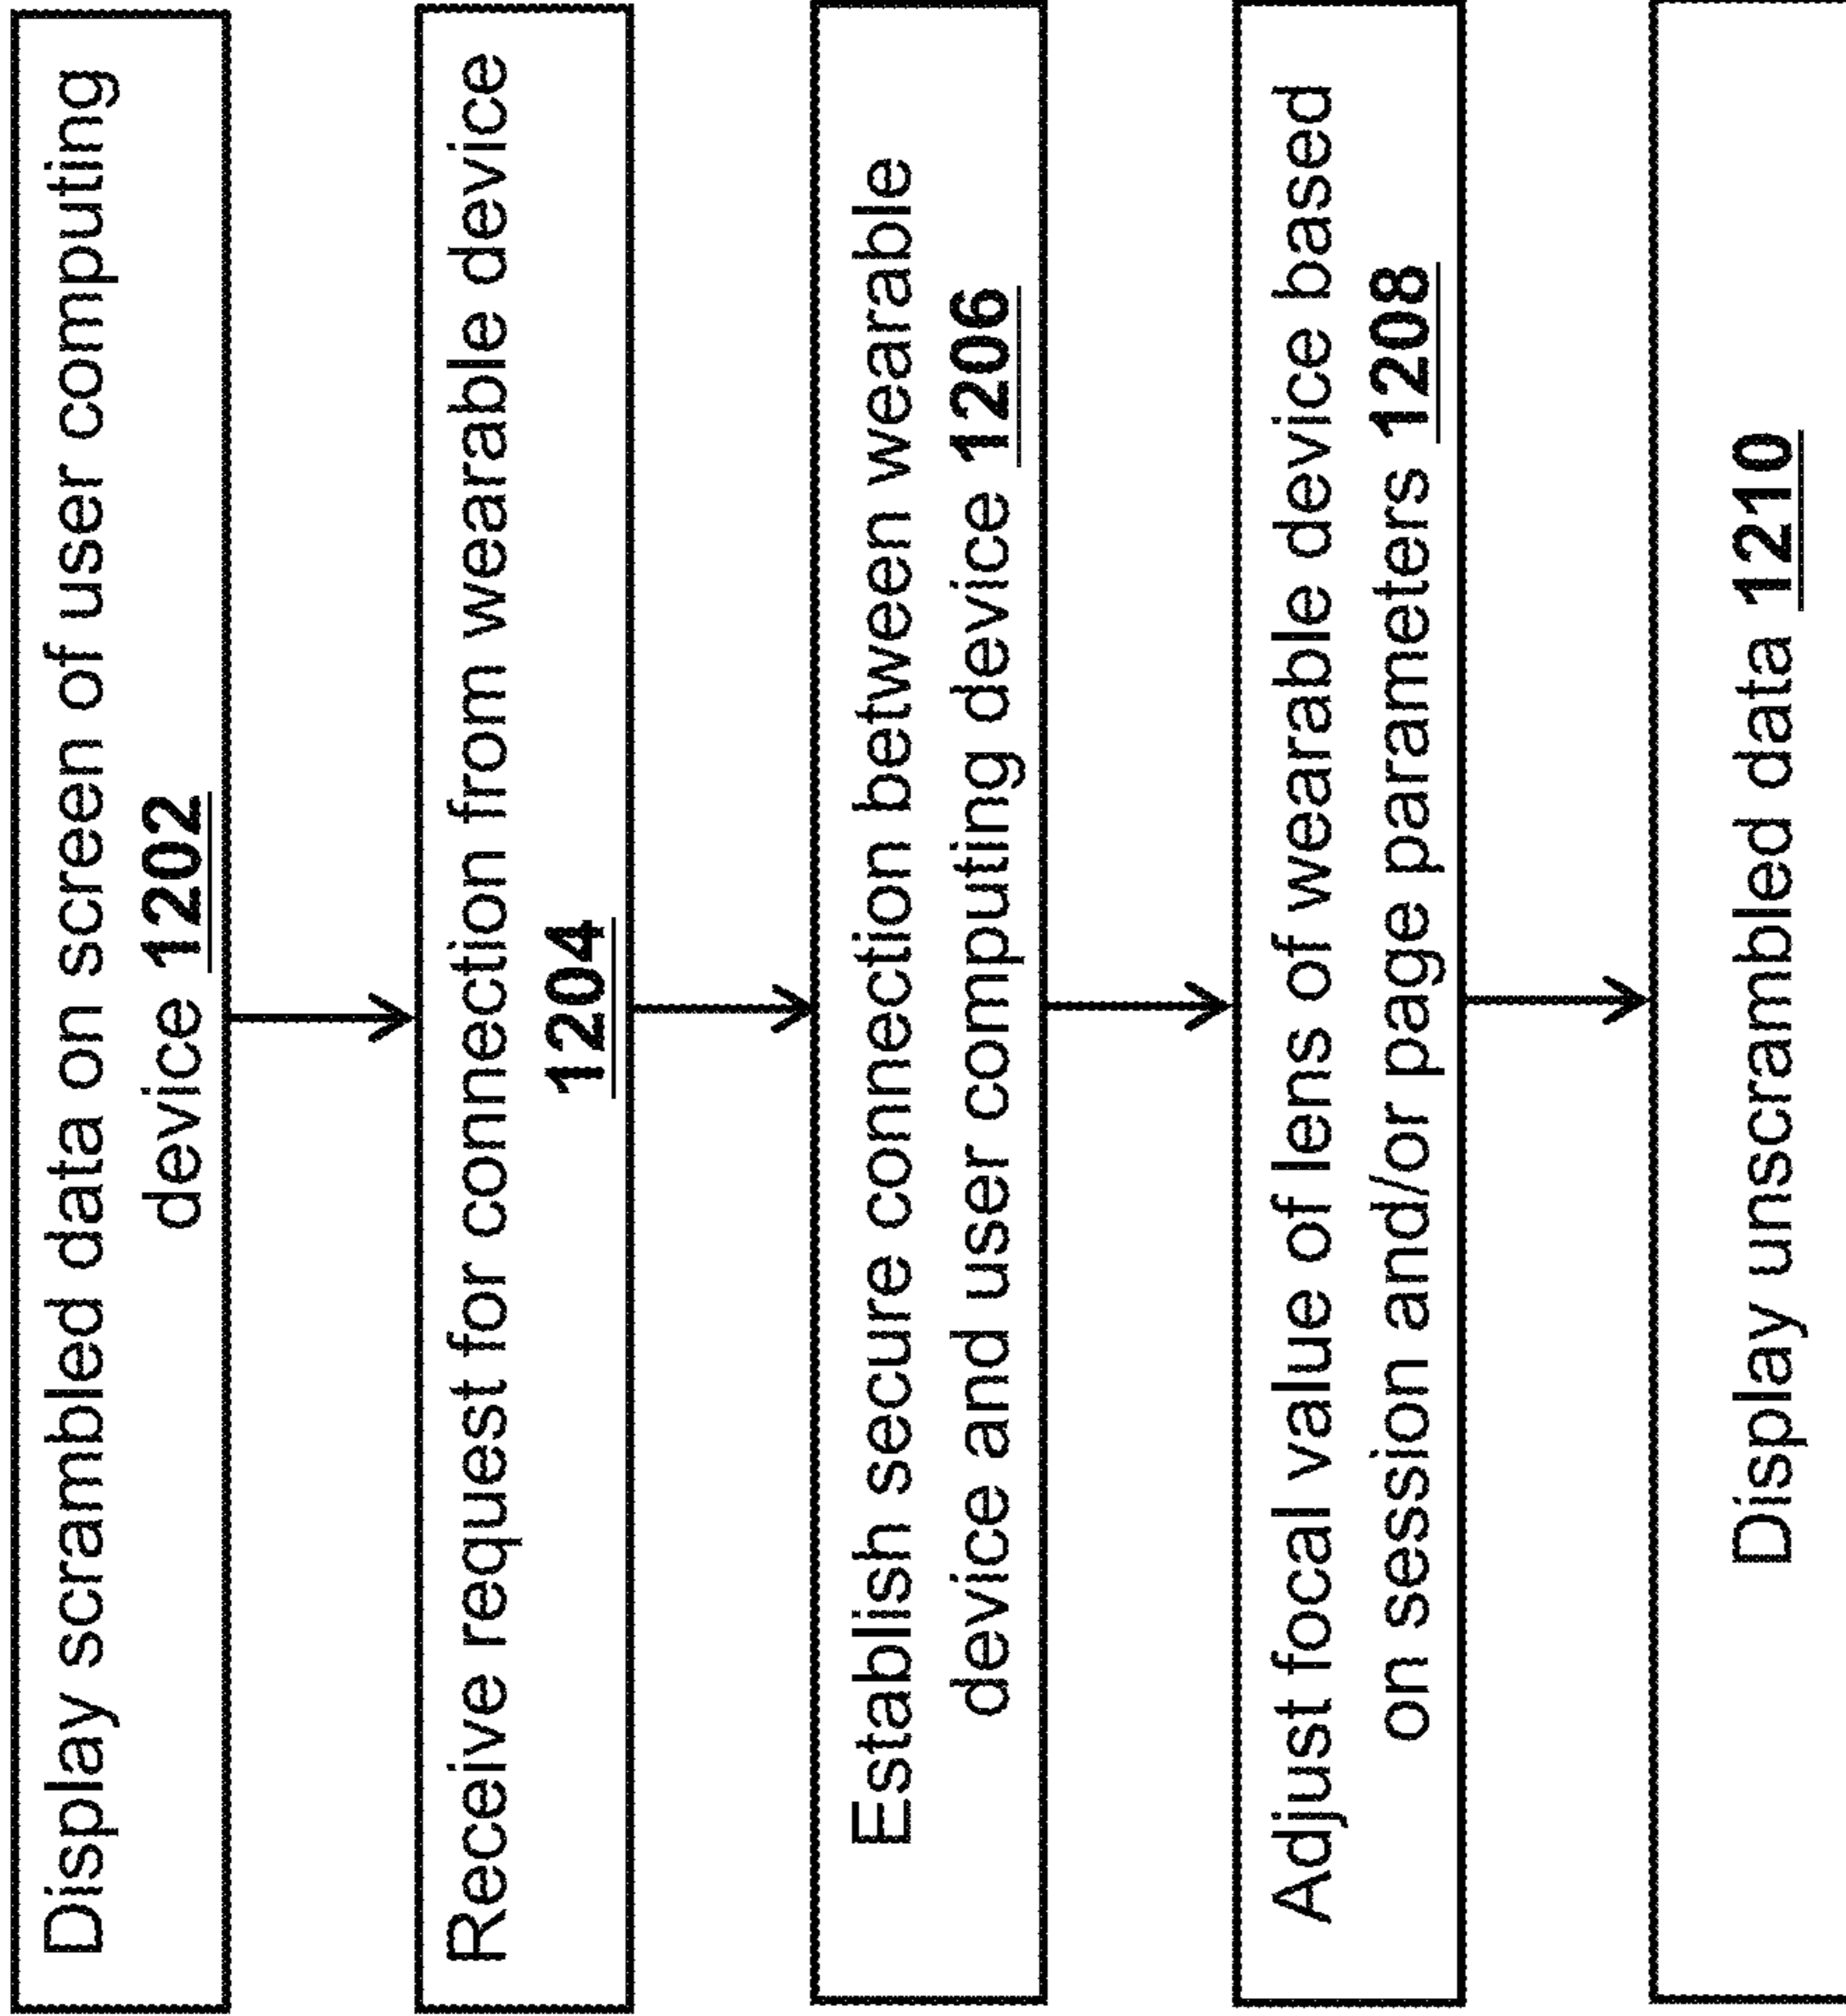 Display scrambled data on screen of user computing
device 1202
Receive request for connection from wearable device
1204
Establish secure connection between wearable
device and user computing device 1206
Adjust focal value of lens of wearable device based
on session and/or page parameters 1208
Display unscrambled data 1210